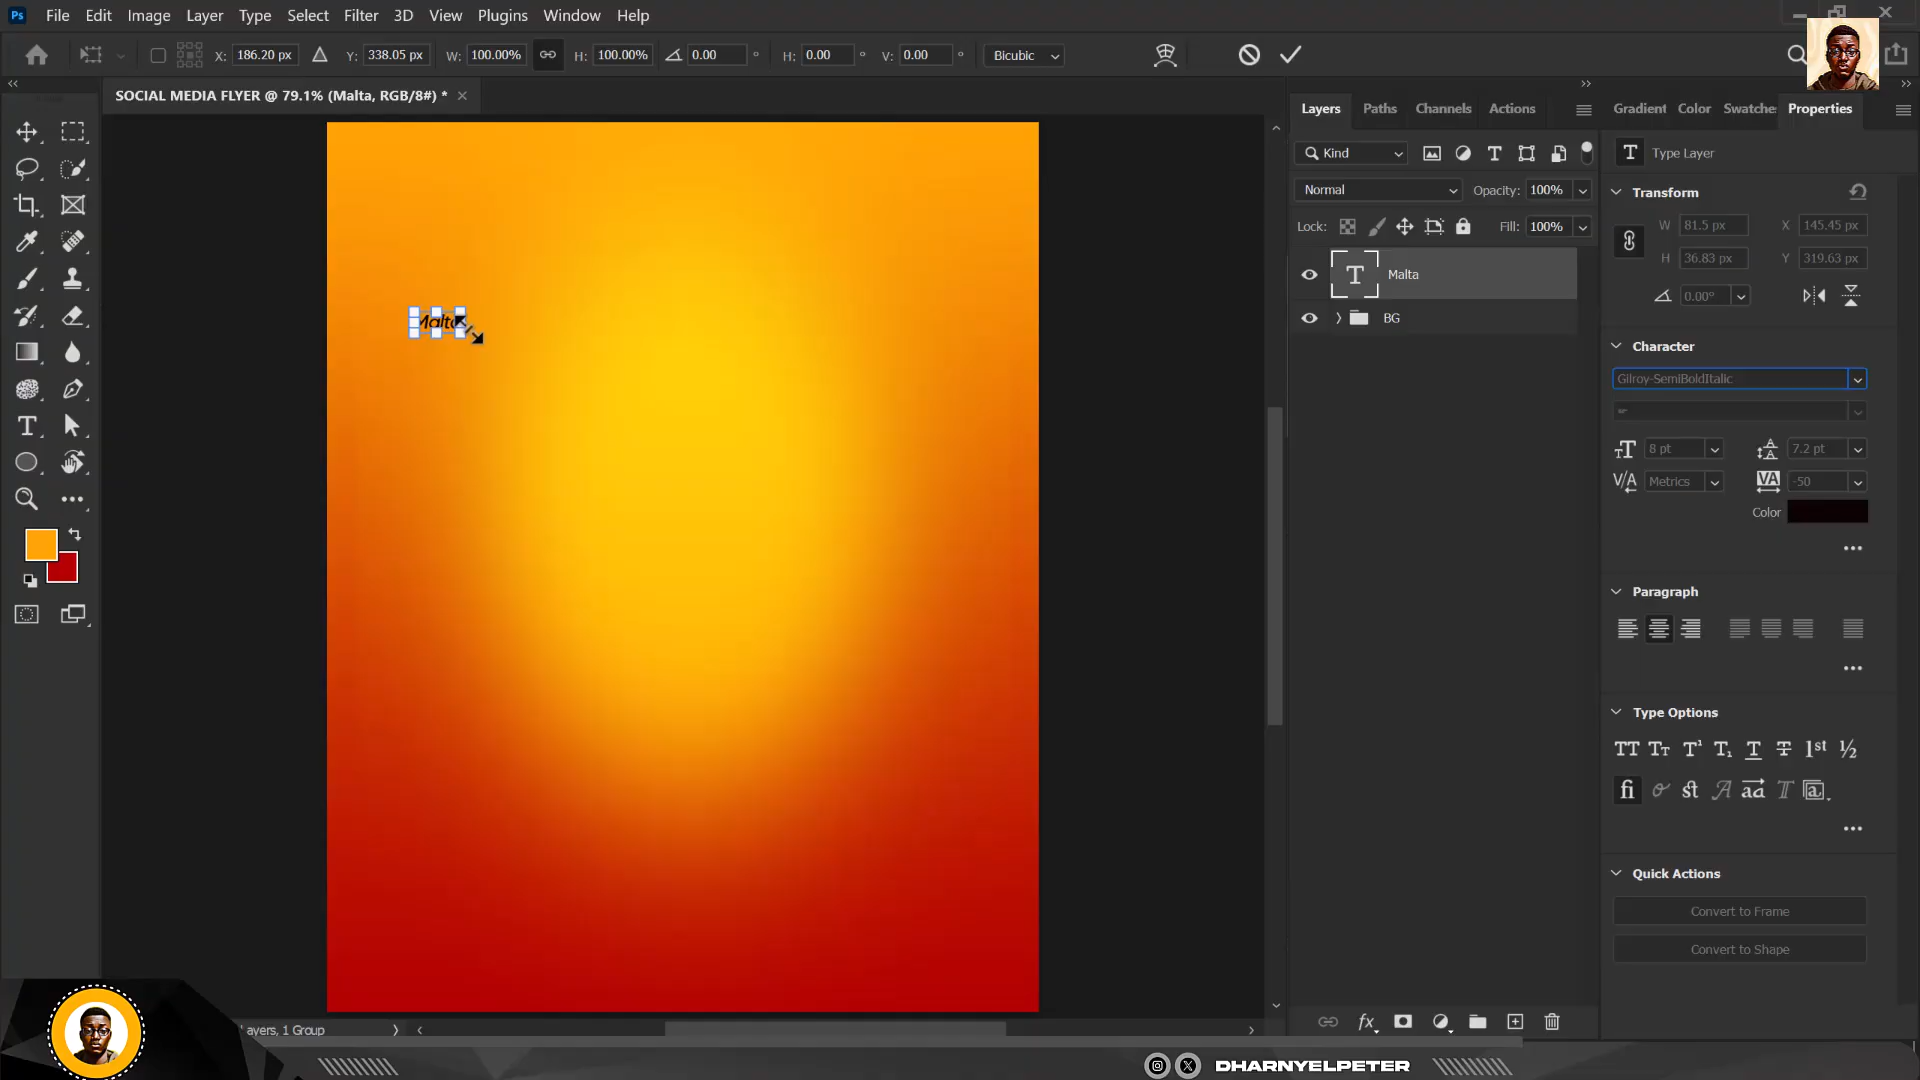 Ps File Edit Image Layer Type Select Filter 3D View Plugins Window Help
X: 186.20 px Y: 338.05 px W: 100.00% H: 100.00% 0.00 ° H: 0.00 ° V: 0.00 ° Bicubic
SOCIAL MEDIA FLYER @ 79.1% (Malta, RGB/8#) * ×
Layers Paths Channels Actions
Gradient Color Swatche Properties
Kind
Type Layer
Normal Opacity: 100%
Transform
Lock: Fill: 100%
W 81.5 px X 145.45 px
H 36.83 px Y 319.63 px
Malta
0.00°
BG
Malta
Character
Gilroy-SemiBoldItalic
8 pt 7.2 pt
Metrics -50
Color
Paragraph
Type Options
Quick Actions
Convert to Frame
Convert to Shape
ayers, 1 Group
DHARNYELPETER